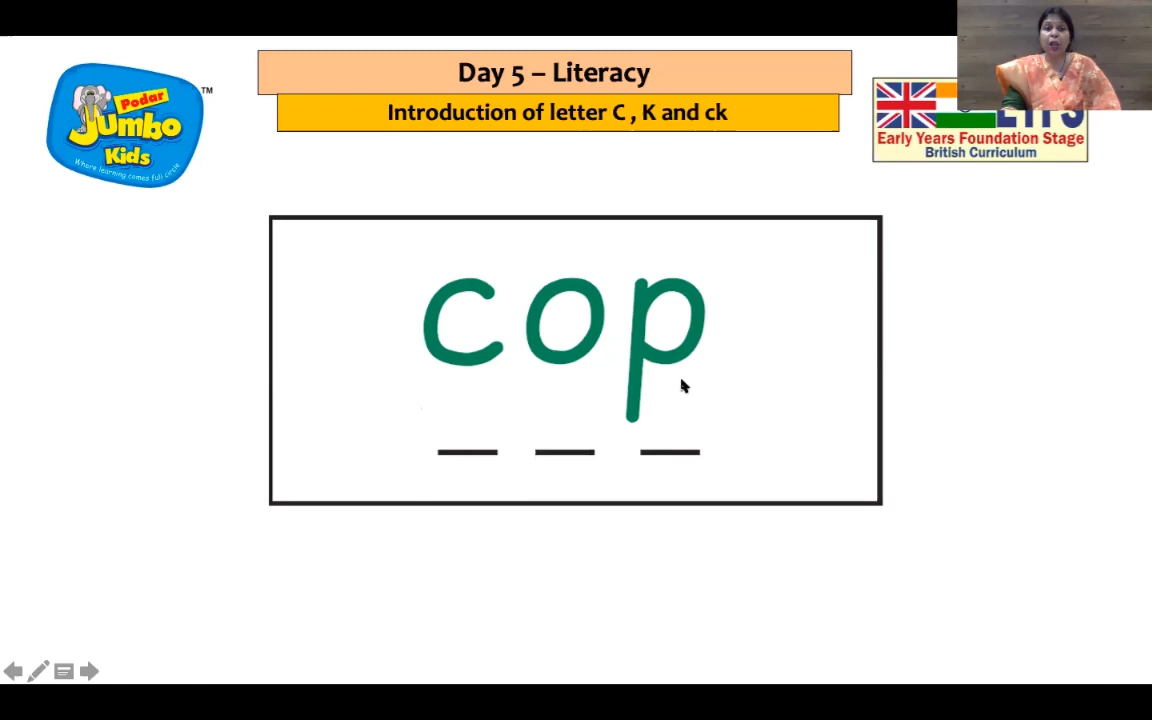 Day 5 – Literacy
Introduction of letter C , K and ck
Podar
Jumbo
Kids
Where learning comes full circle
TM
Early Years Foundation Stage
British Curriculum
cop